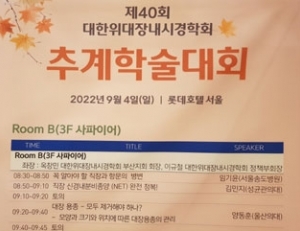 제40회
대한위대장내시경학회
추계학술대회
2022년 9월 4일(일) | 롯데호텔 서울
Room B(3F 사파이어)
TIME TITLE SPEAKER
Room B(3F 사파이어)
좌장 : 옥창민 대한위대장내시경학회 부산지회 회장, 이규철 대한위대장내시경학회 정책부회장
08:30-08:50 꼭 알아야 할 직장과 항문의 병변 임기윤(서울송도병원)
08:50-09:10 직장 신경내분비종양 (NET) 완전 정복! 김민지(성균관의대)
09:10-09:20 토의
09:20-09:40 대장 용종 – 모두 제거해야 하나?
– 모양과 크기와 위치에 따른 대장용종의 관리 양동훈(울산의대)
09:40-09: